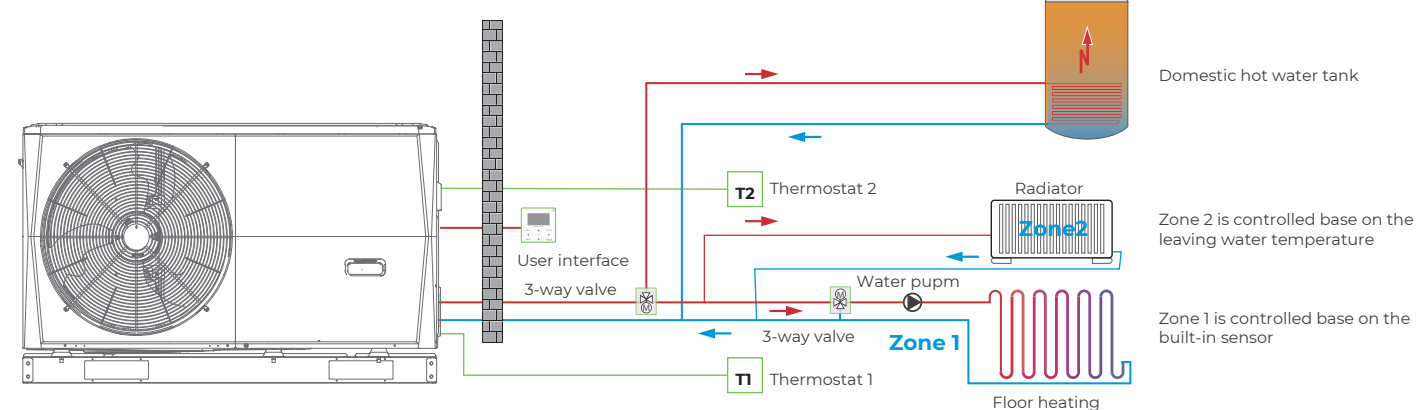 Domestic hot water tank
T2
Thermostat 2
Radiator
Zone2
Zone 2 is controlled base on the
leaving water temperature
User interface
3-way valve
M
Water pupm
M
3-way valve
Zone 1
Zone 1 is controlled base on the
built-in sensor
T1
Thermostat 1
Floor heating